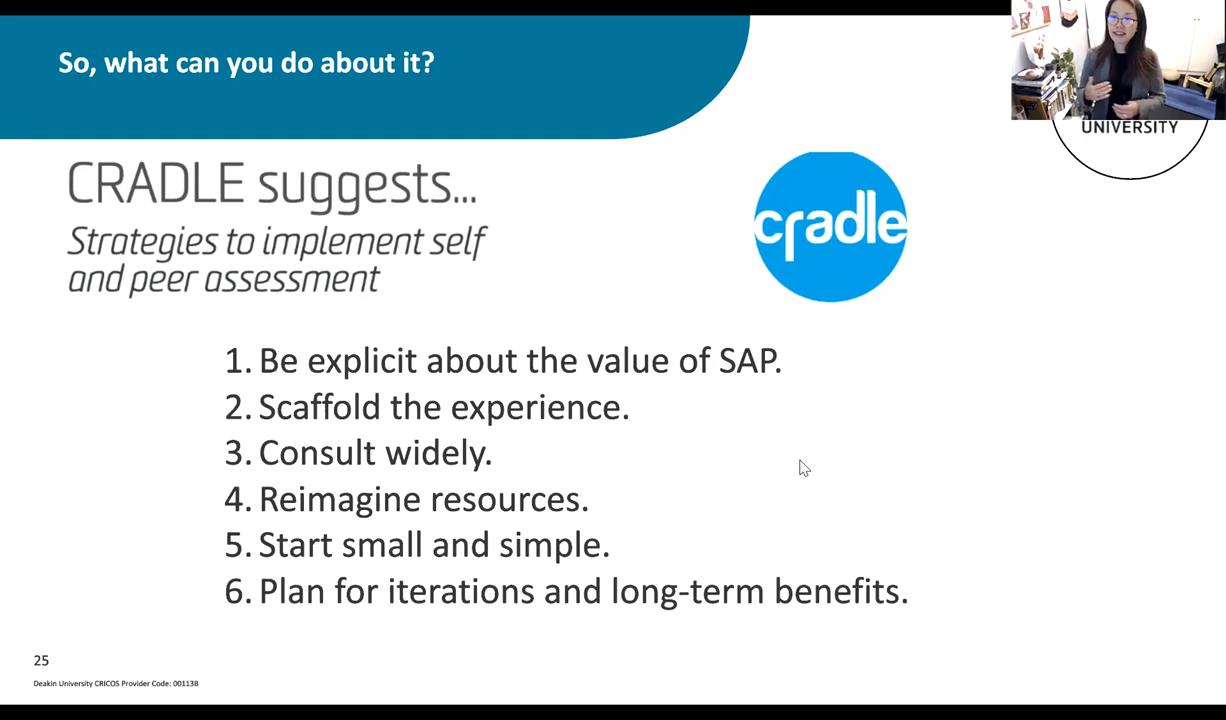 So, what can you do about it?
UNIVERSITY
CRADLE suggests...
Strategies to implement self
and peer assessment
cradle
1. Be explicit about the value of SAP.
2. Scaffold the experience.
3. Consult widely.
4. Reimagine resources.
5. Start small and simple.
6. Plan for iterations and long-term benefits.
25
Deakin University CRICOS Provider Code: 00113B